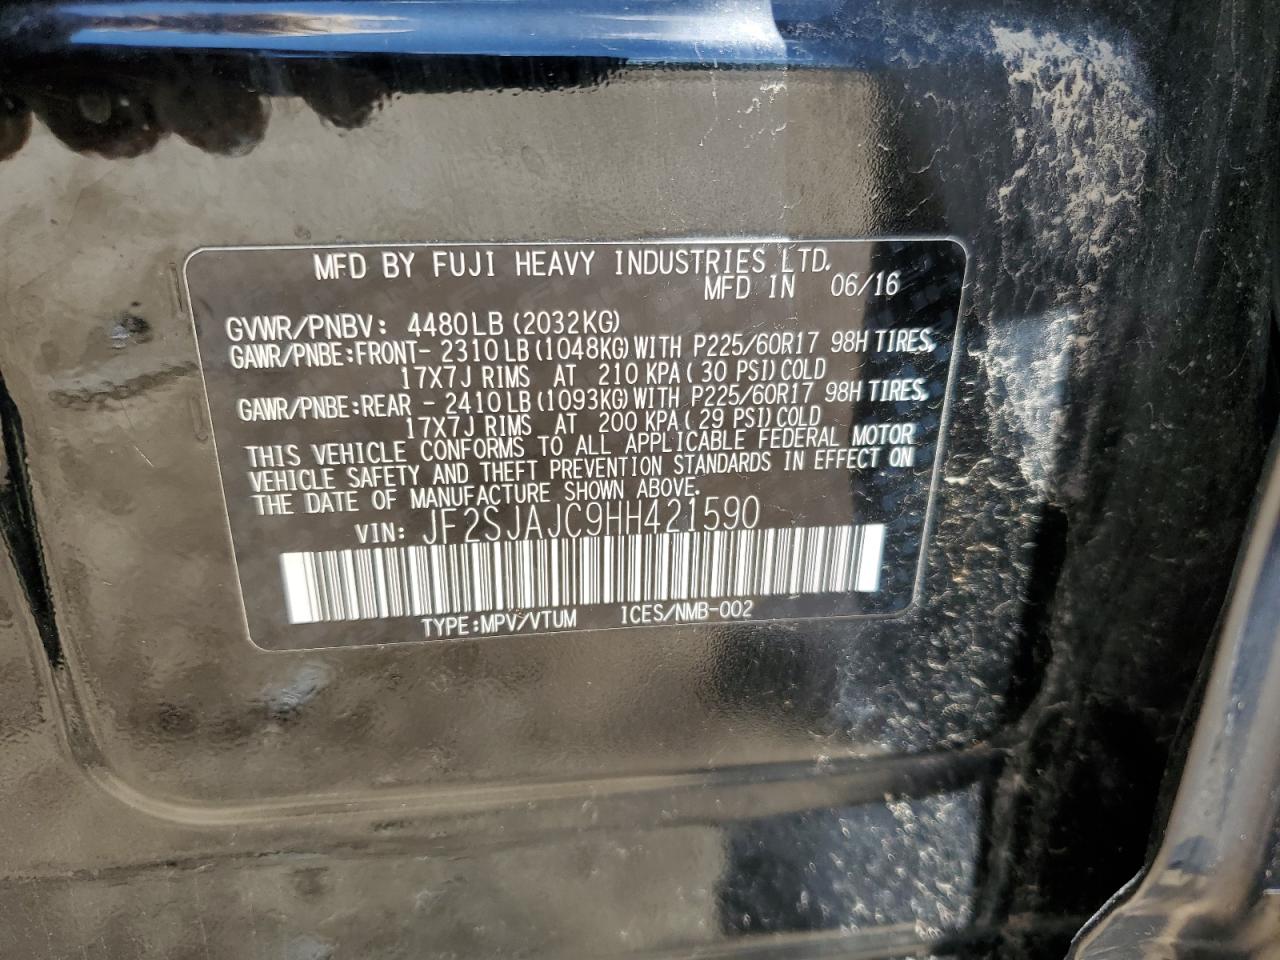 MFD BY FUJI HEAVY INDUSTRIES LTD.
MFD IN 06/16
GVWR/PNBV: 4480LB (2032KG)
GAWR/PNBE:FRONT- 2310LB (1048KG) WITH P225/60R17 98H TIRES,
17X7J RIMS AT 210 KPA ( 30 PSI) COLD
GAWR/PNBE:REAR - 2410LB (1093KG) WITH P225/60R17 98H TIRES,
17X7J RIMS AT 200 KPA ( 29 PSI) COLD
THIS VEHICLE CONFORMS TO ALL APPLICABLE FEDERAL MOTOR
VEHICLE SAFETY AND THEFT PREVENTION STANDARDS IN EFFECT ON
THE DATE OF MANUFACTURE SHOWN ABOVE.
VIN: JF2SJAJC9HH421590
TYPE:MPV/VTUM ICES/NMB-002